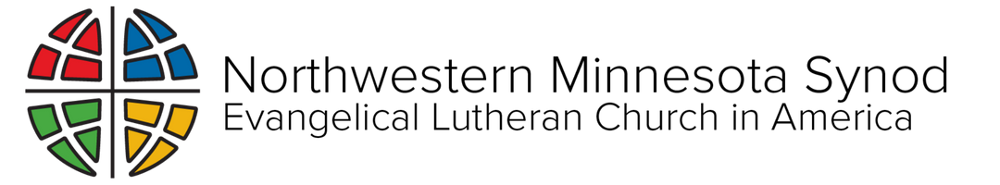 Northwestern Minnesota Synod
Evangelical Lutheran Church in America